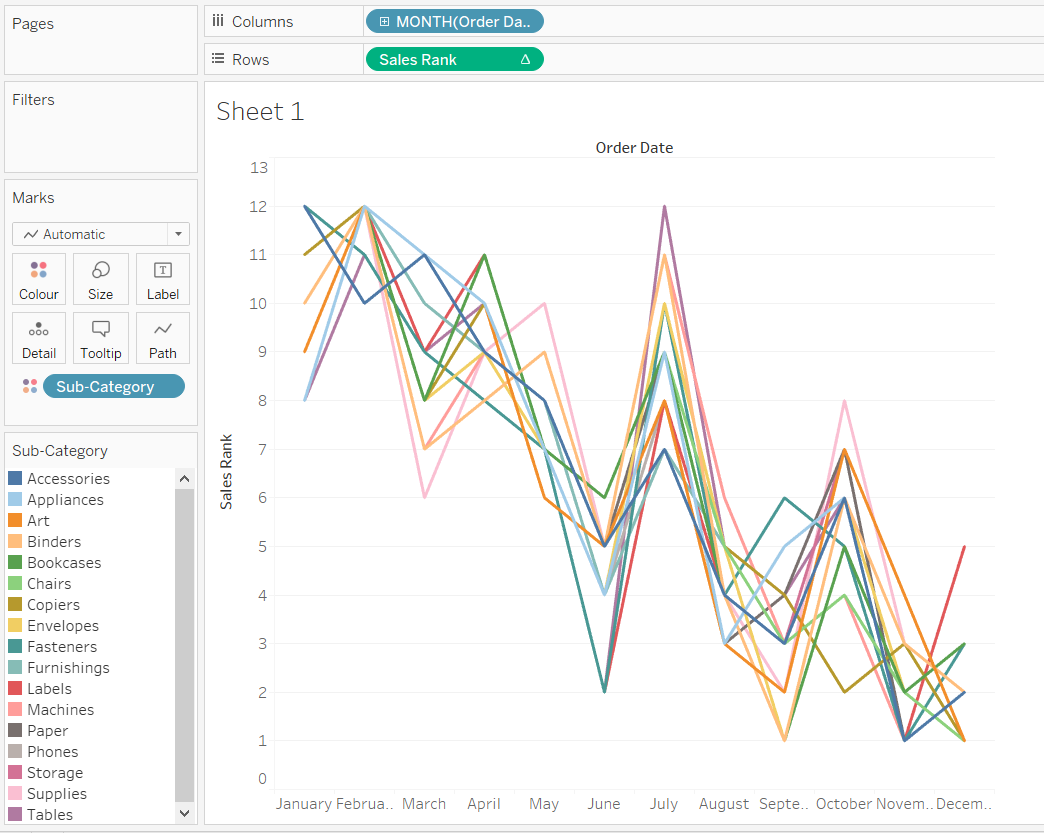 Pages
Columns
MONTH(Order Da..
Rows
Sales Rank
Filters
Sheet 1
Order Date
Marks
Automatic
Colour Size Label
Detail Tooltip Path
Sub-Category
Sub-Category
Accessories
Appliances
Art
Binders
Bookcases
Chairs
Copiers
Envelopes
Fasteners
Furnishings
Labels
Machines
Paper
Phones
Storage
Supplies
Tables
Sales Rank
13
12
11
10
9
8
7
6
5
4
3
2
1
0
January Februa.. March April May June July August Septe.. October Novem.. Decem..